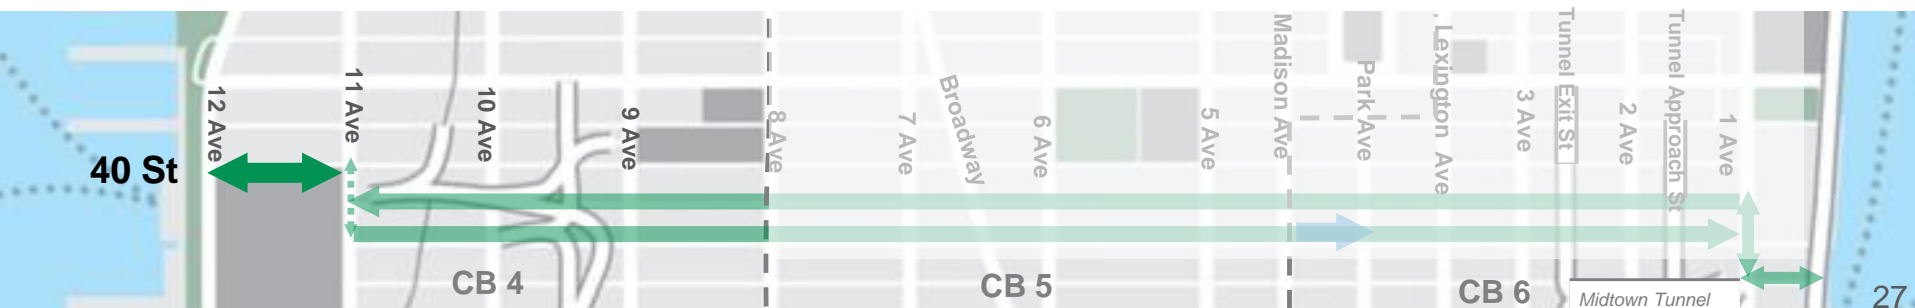 12 Ave
11 Ave
10 Ave
9 Ave
8 Ave
7 Ave
Broadway
6 Ave
5 Ave
Madison Ave
Park Ave
Lexington Ave
3 Ave
Tunnel Exit St
2 Ave
Tunnel Approach St
1 Ave
40 St
CB 4
CB 5
CB 6
Midtown Tunnel
27